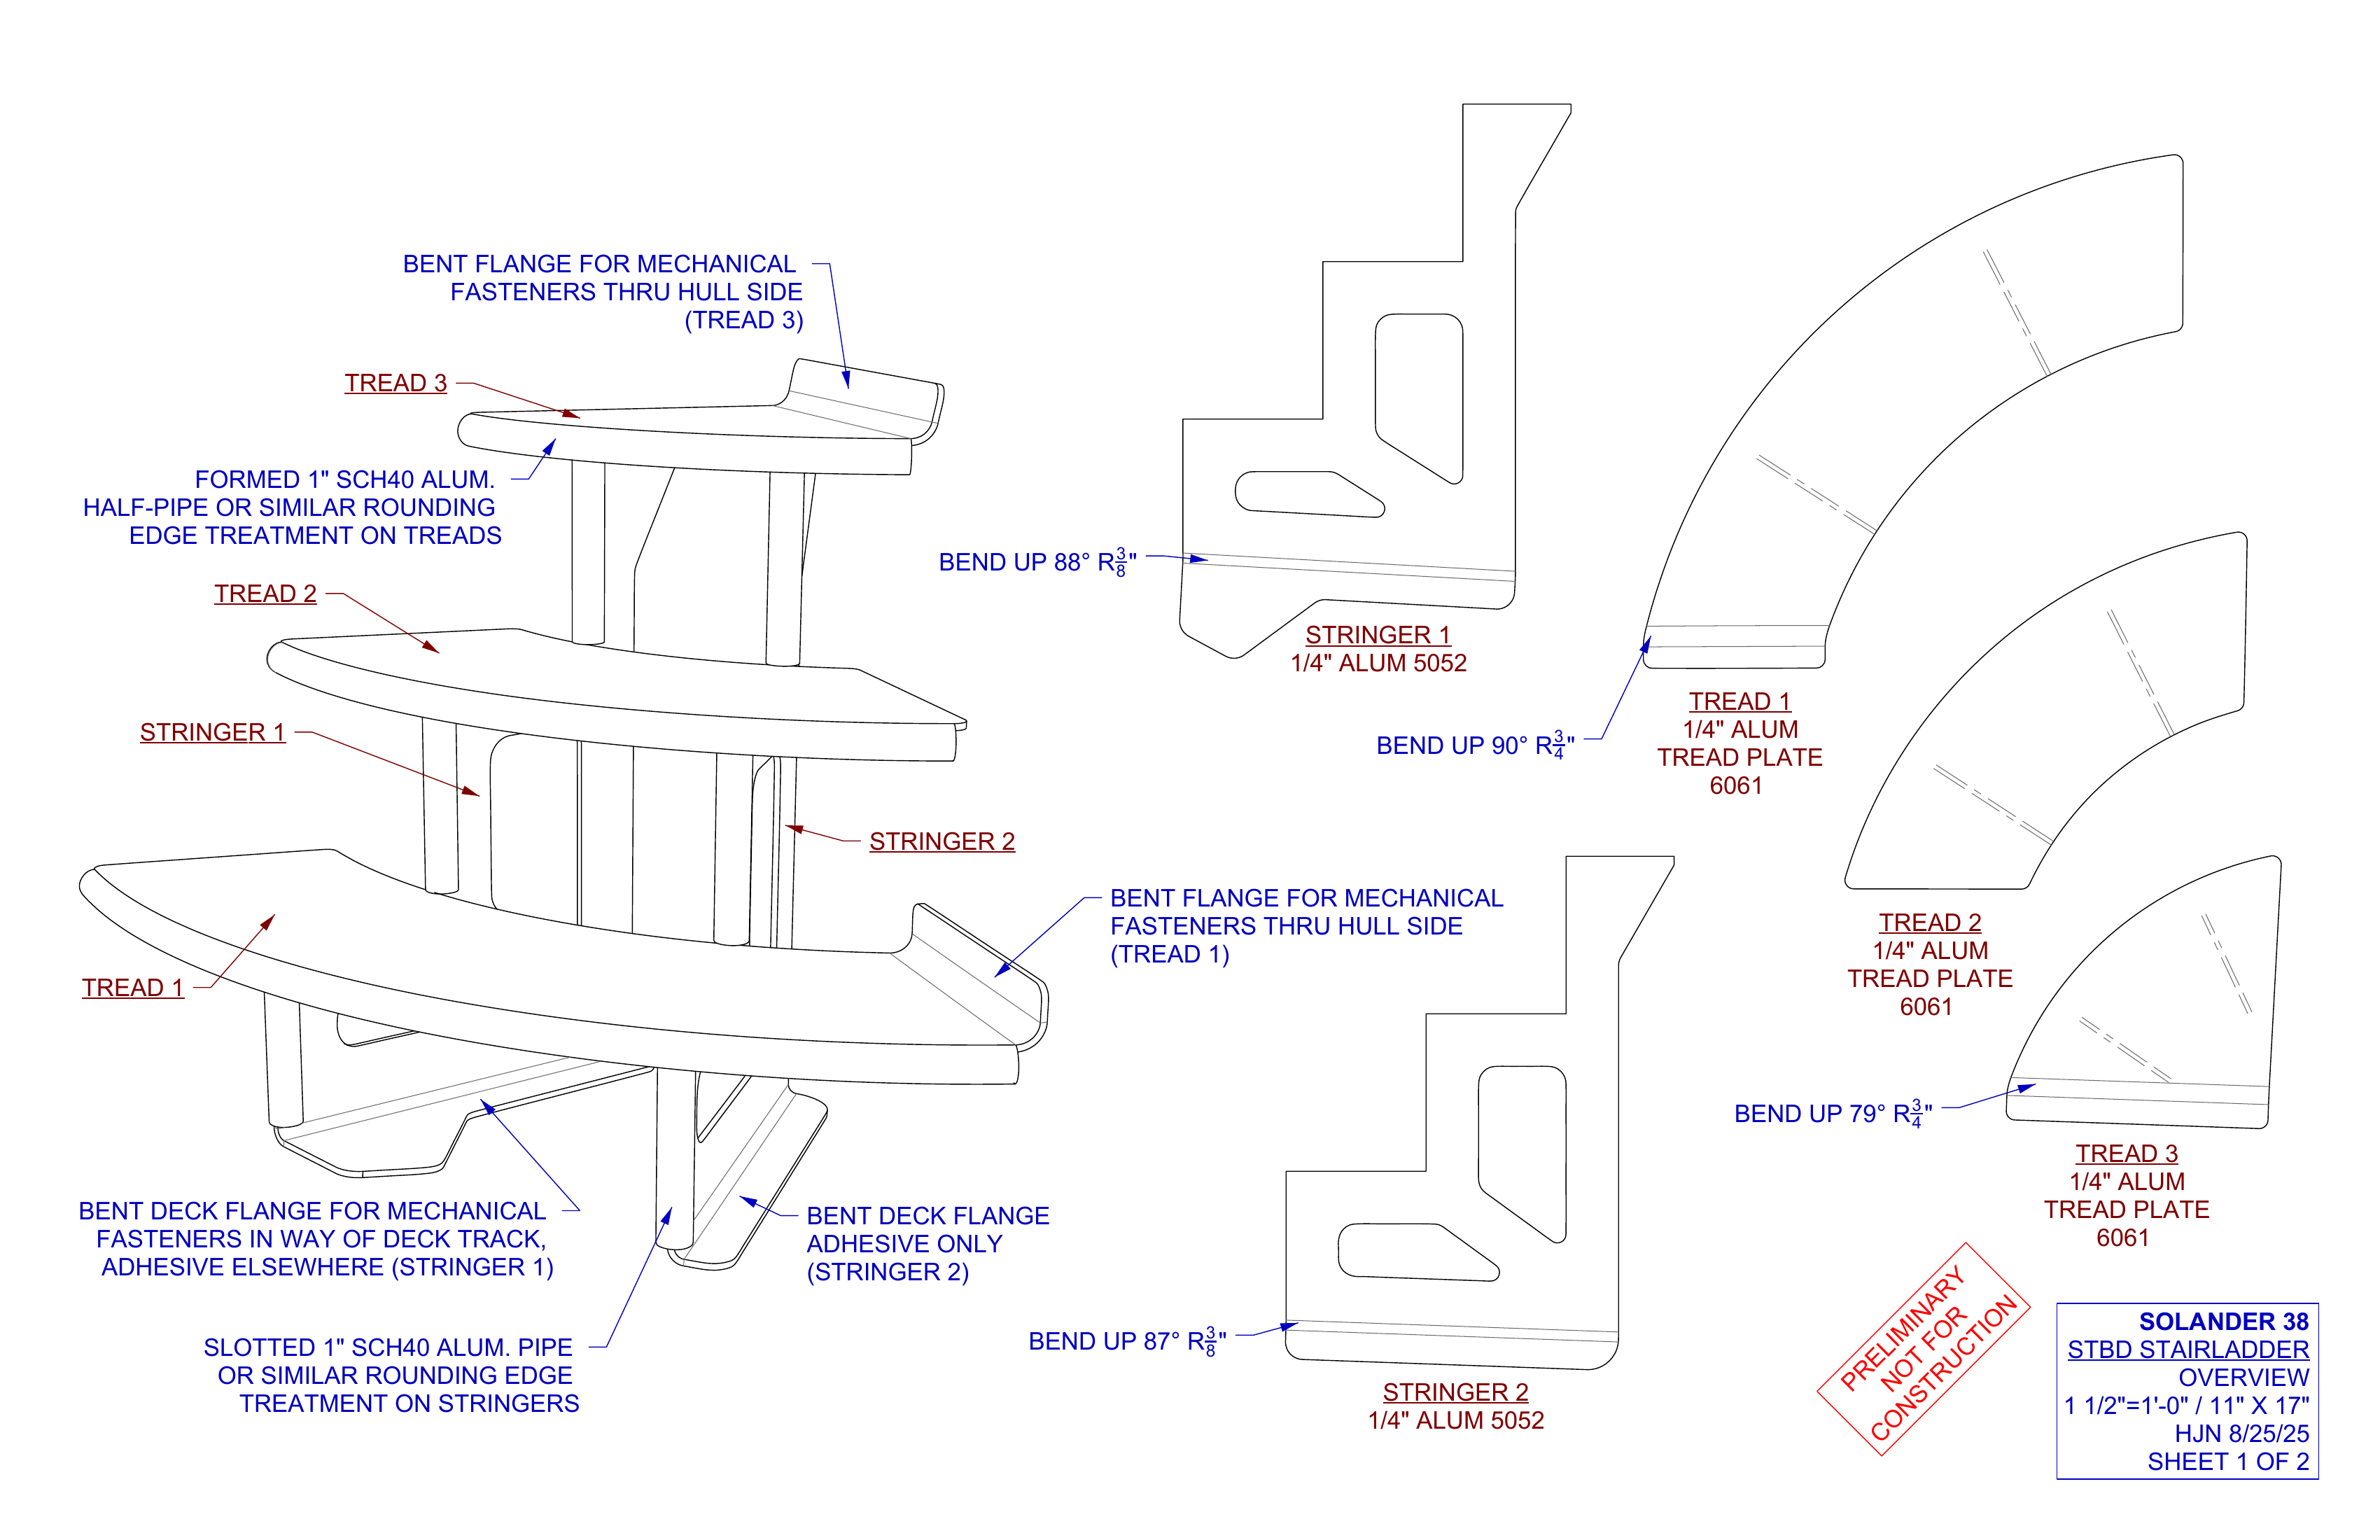 BENT FLANGE FOR MECHANICAL
FASTENERS THRU HULL SIDE
(TREAD 3)
TREAD 3
FORMED 1" SCH40 ALUM.
HALF-PIPE OR SIMILAR ROUNDING
EDGE TREATMENT ON TREADS
TREAD 2
STRINGER 1
STRINGER 2
TREAD 1
BENT FLANGE FOR MECHANICAL
FASTENERS THRU HULL SIDE
(TREAD 1)
BENT DECK FLANGE FOR MECHANICAL
FASTENERS IN WAY OF DECK TRACK,
ADHESIVE ELSEWHERE (STRINGER 1)
BENT DECK FLANGE
ADHESIVE ONLY
(STRINGER 2)
SLOTTED 1" SCH40 ALUM. PIPE
OR SIMILAR ROUNDING EDGE
TREATMENT ON STRINGERS
BEND UP 88° R3/8"
STRINGER 1
1/4" ALUM 5052
BEND UP 90° R3/4"
TREAD 1
1/4" ALUM
TREAD PLATE
6061
TREAD 2
1/4" ALUM
TREAD PLATE
6061
BEND UP 79° R3/4"
TREAD 3
1/4" ALUM
TREAD PLATE
6061
BEND UP 87° R3/8"
STRINGER 2
1/4" ALUM 5052
PRELIMINARY
NOT FOR
CONSTRUCTION
SOLANDER 38
STBD STAIRLADDER
OVERVIEW
1 1/2"=1'-0" / 11" X 17"
HJN 8/25/25
SHEET 1 OF 2